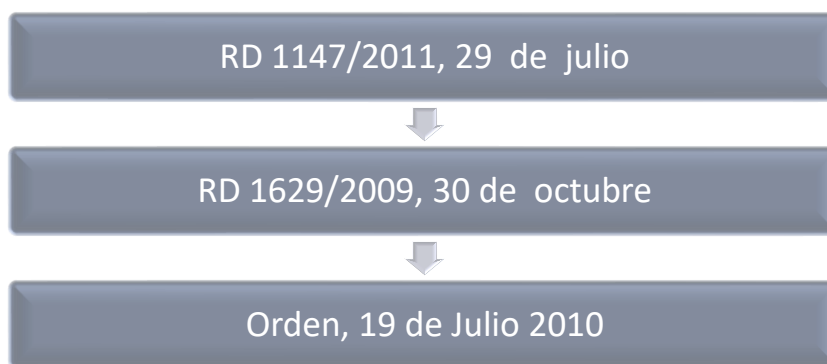 RD 1147/2011, 29 de julio
RD 1629/2009, 30 de octubre
Orden, 19 de Julio 2010